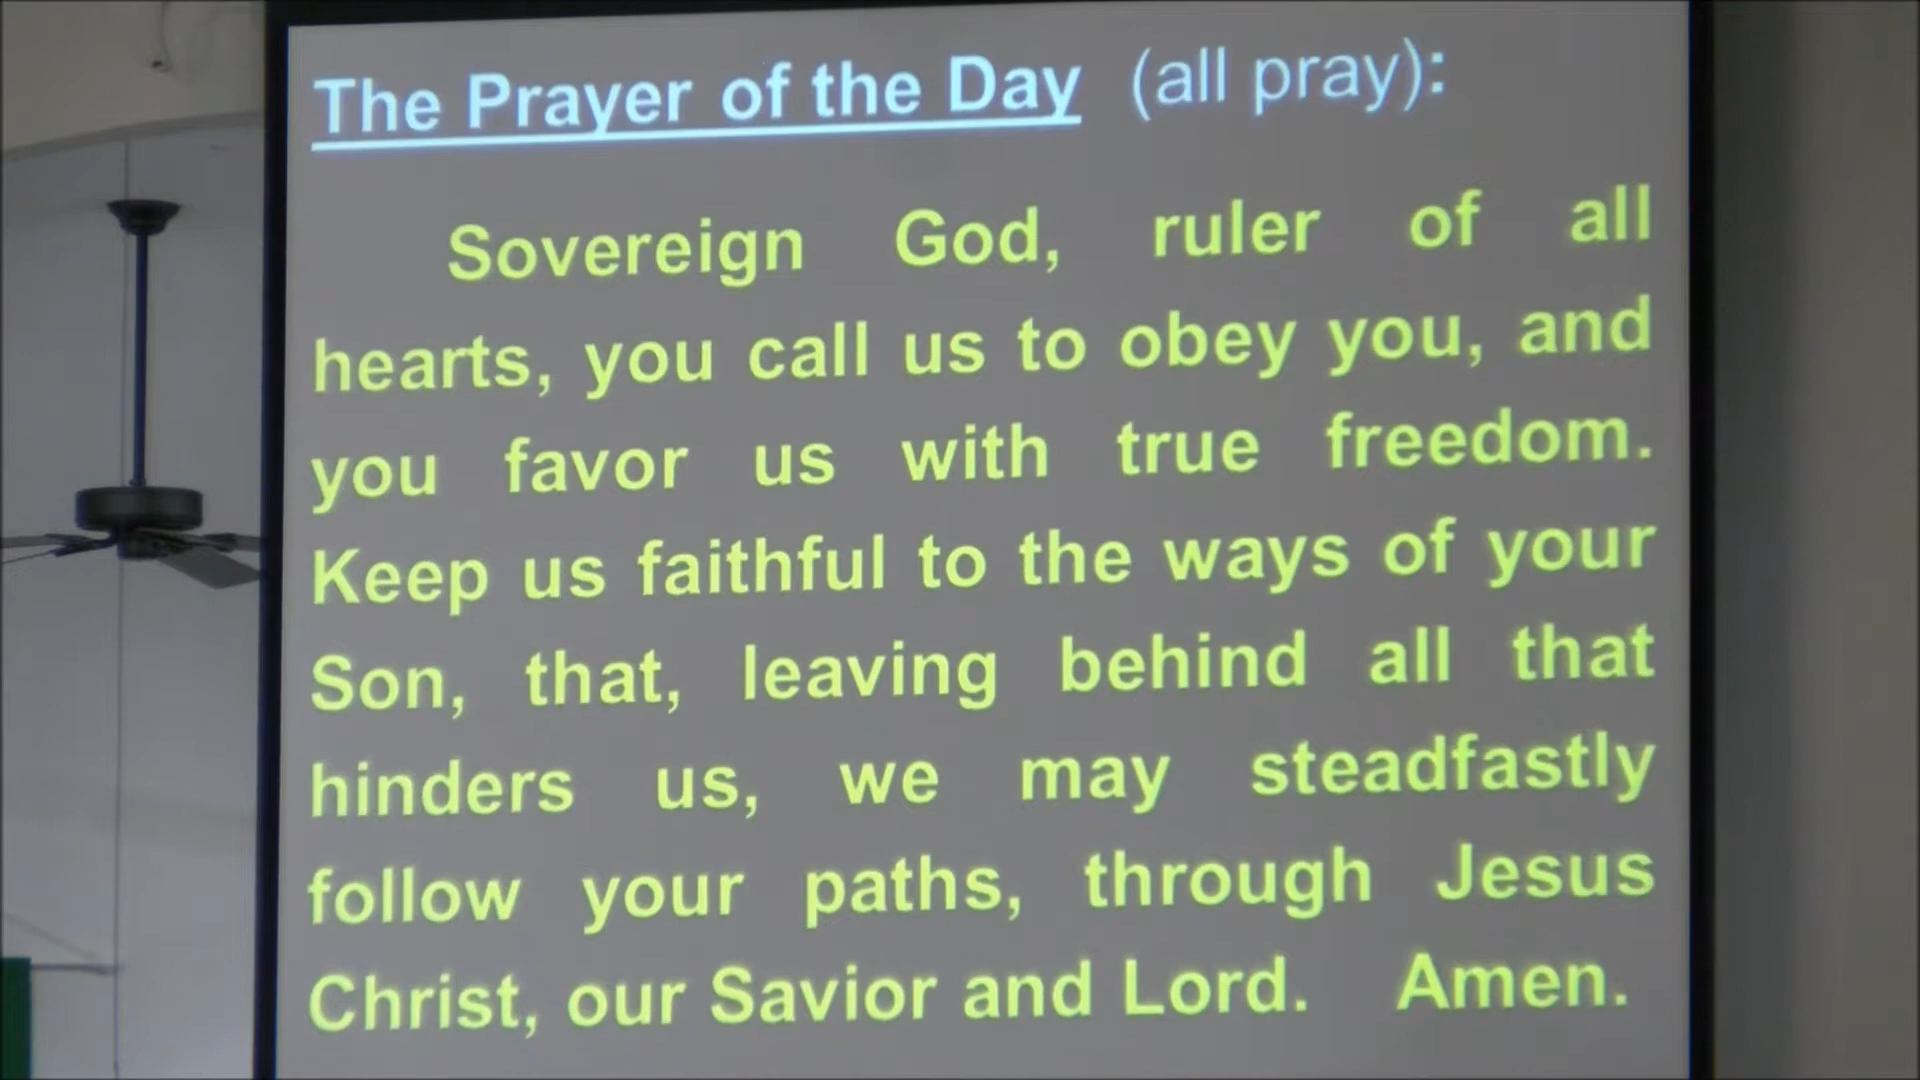 The Prayer of the Day (all pray):
Sovereign God, ruler of all
hearts, you call us to obey you, and
you favor us with true freedom.
Keep us faithful to the ways of your
Son, that, leaving behind all that
hinders us, we may steadfastly
follow your paths, through Jesus
Christ, our Savior and Lord. Amen.